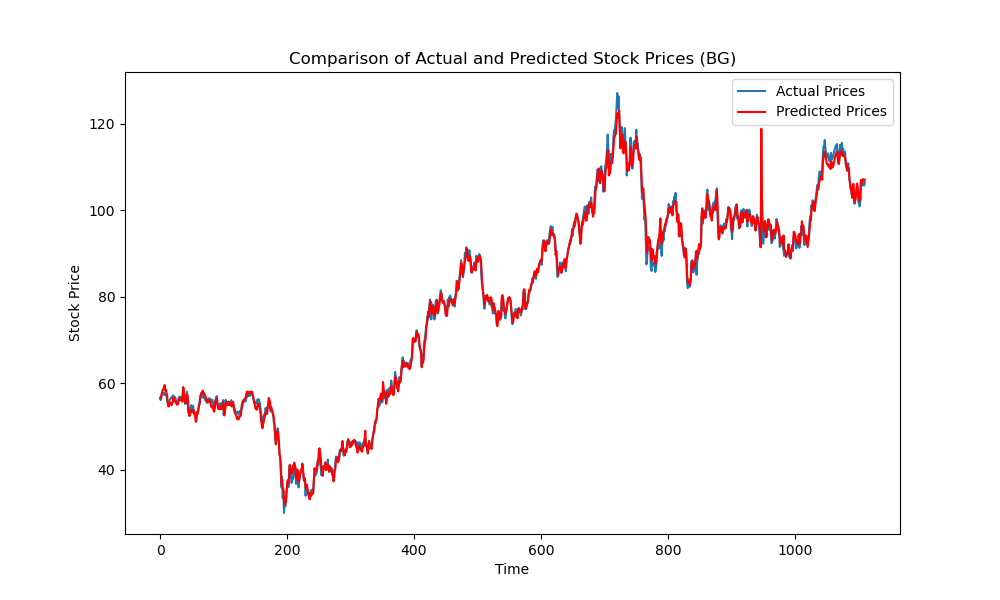 Comparison of Actual and Predicted Stock Prices (BG)
Actual Prices
Predicted Prices
Stock Price
120
100
80
60
40
0 200 400 600 800 1000
Time